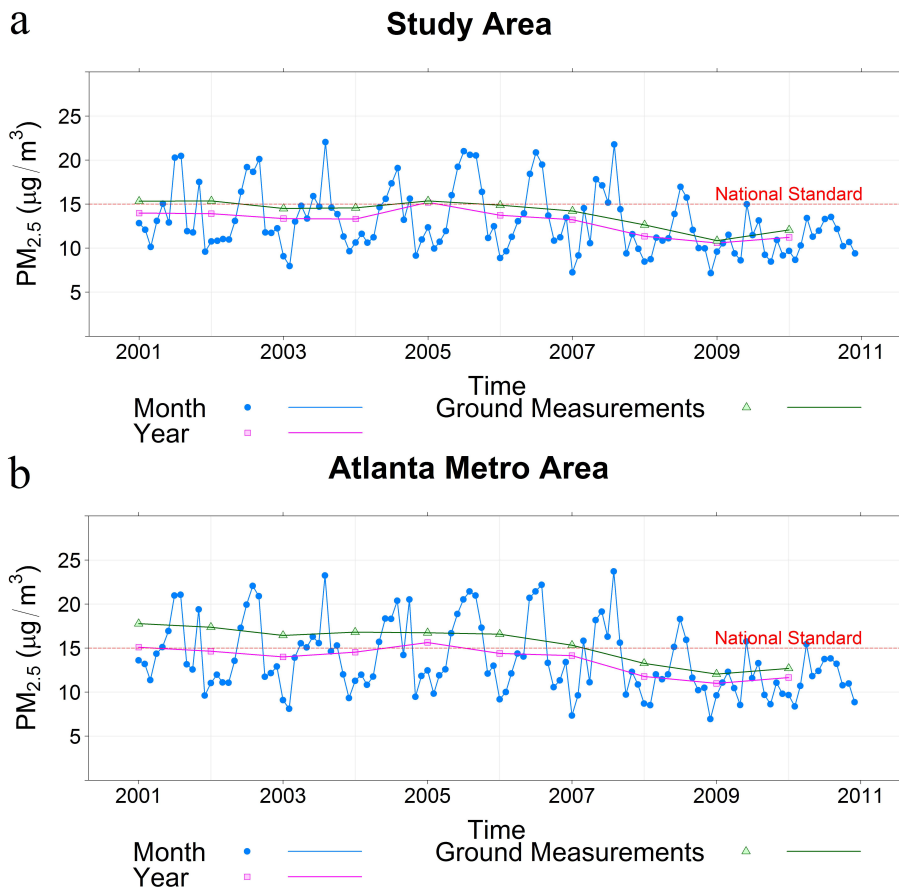 a
Study Area
PM2.5 (μg/m³)
25
20
15
10
5
National Standard
2001 2003 2005 2007 2009 2011
Time
Month
Ground Measurements
Year
b
Atlanta Metro Area
PM2.5 (μg/m³)
25
20
15
10
5
National Standard
2001 2003 2005 2007 2009 2011
Time
Month
Ground Measurements
Year